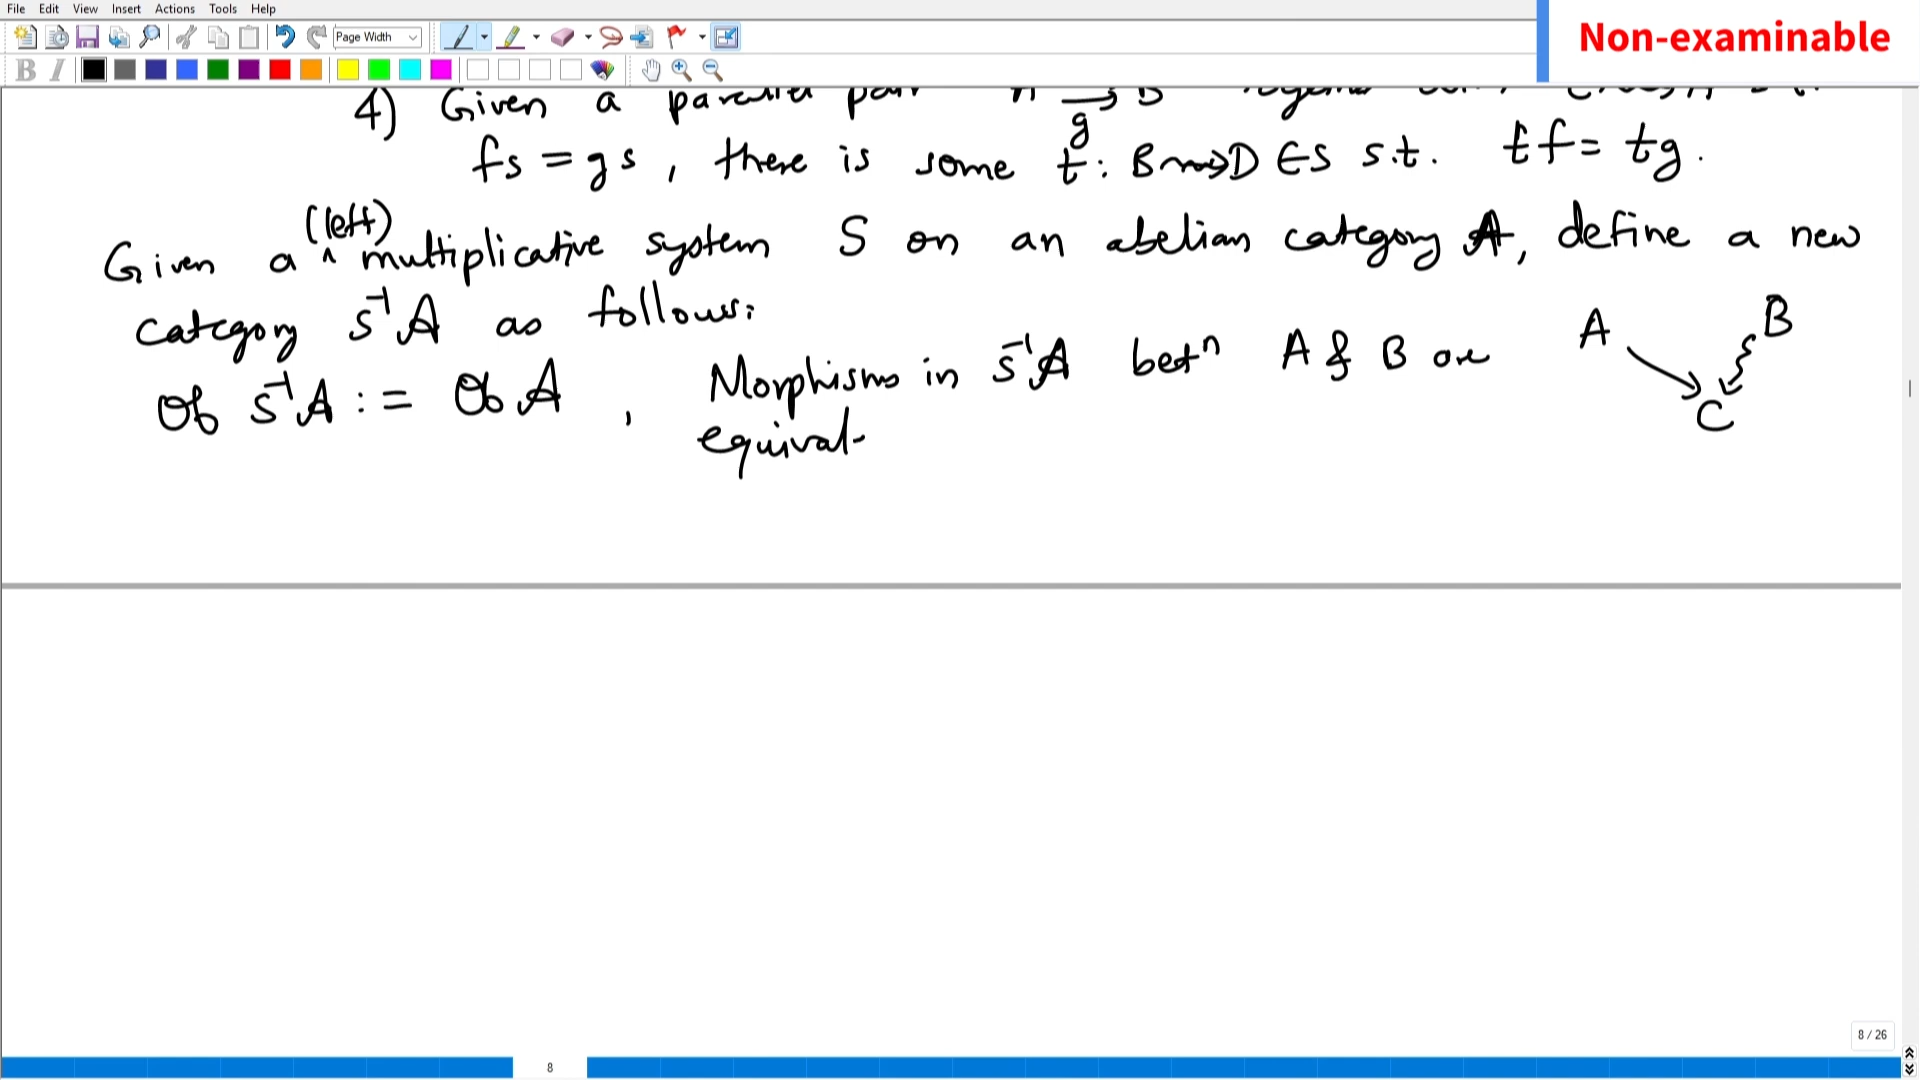 File Edit View Insert Actions Tools Help
Page Width
Non-examinable
4) Given a parallel pair
g
fs = gs, there is some t: B ⇝ D ∈ S s.t. tf = tg.
(left)
Given a ^ multiplicative system S on an abelian category A, define a new
category S⁻¹A as follows:
Ob S⁻¹A := Ob A, Morphisms in S⁻¹A betⁿ A & B are A B C
equival-
8 / 26
8